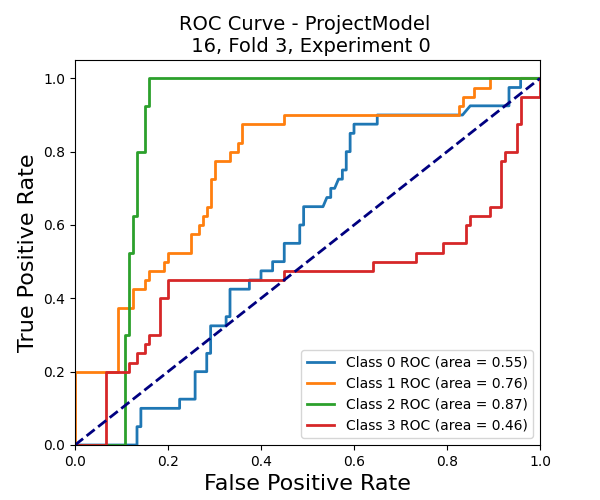 ROC Curve - ProjectModel
16, Fold 3, Experiment 0
True Positive Rate
1.0
0.8
0.6
0.4
0.2
0.0
Class 0 ROC (area = 0.55)
Class 1 ROC (area = 0.76)
Class 2 ROC (area = 0.87)
Class 3 ROC (area = 0.46)
0.0 0.2 0.4 0.6 0.8 1.0
False Positive Rate